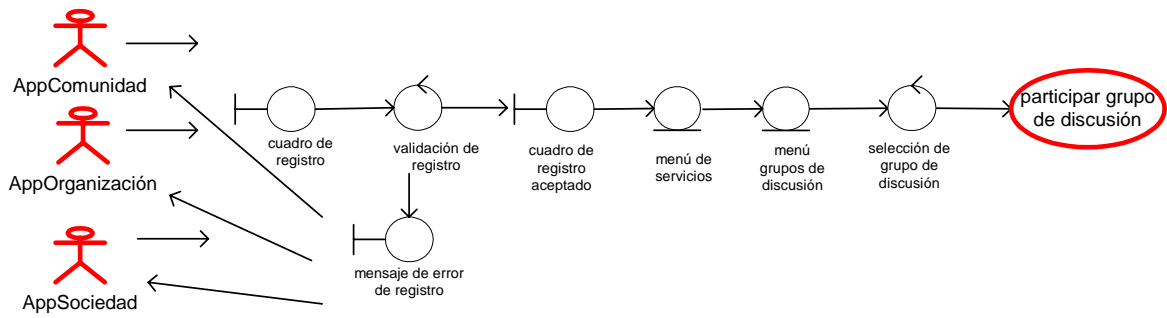 AppComunidad
AppOrganización
AppSociedad
cuadro de
registro
validación de
registro
cuadro de
registro
aceptado
menú de
servicios
menú
grupos de
discusión
selección de
grupo de
discusión
participar grupo
de discusión
mensaje de error
de registro